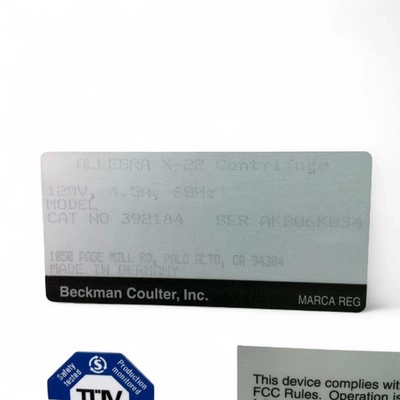 ALLEGRA X-22 Centrifuge
120V, 4.5A, 60Hz
MODEL
CAT NO 392184 SER AKB06K034
1050 PAGE MILL RD, PALO ALTO, CA 94304
MADE IN GERMANY
Beckman Coulter, Inc.
MARCA REG
Safety tested
S
Production monitored
TÜV
This device complies wit
FCC Rules. Operation is